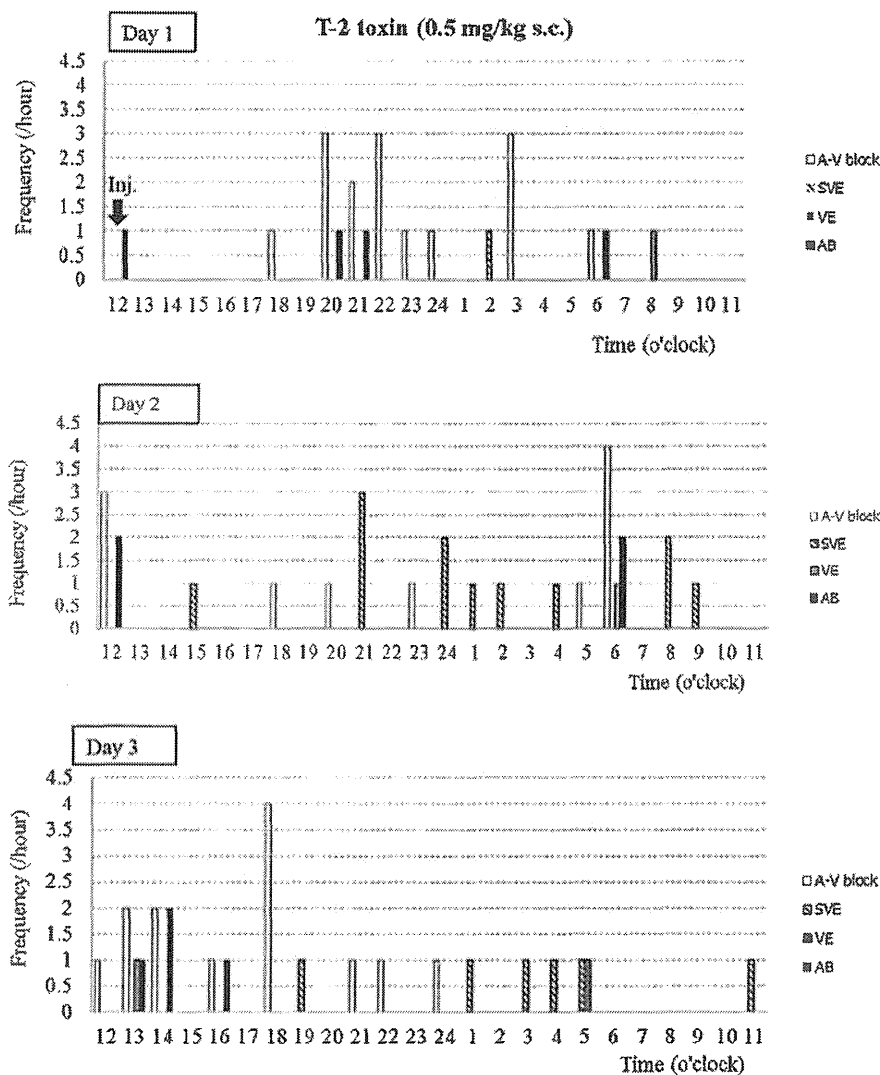 Day 1
T-2 toxin (0.5 mg/kg s.c.)
Frequency (/hour)
4.5
4
3.5
3
2.5
2
1.5
1
0.5
0
Inj.
A-V block
SVE
VE
AB
12 13 14 15 16 17 18 19 20 21 22 23 24 1 2 3 4 5 6 7 8 9 10 11
Time (o'clock)
Day 2
Frequency (/hour)
4.5
4
3.5
3
2.5
2
1.5
1
0.5
0
A-V block
SVE
VE
AB
12 13 14 15 16 17 18 19 20 21 22 23 24 1 2 3 4 5 6 7 8 9 10 11
Time (o'clock)
Day 3
Frequency (/hour)
4.5
4
3.5
3
2.5
2
1.5
1
0.5
0
A-V block
SVE
VE
AB
12 13 14 15 16 17 18 19 20 21 22 24 1 2 3 4 5 6 7 8 9 10 11
Time (o'clock)